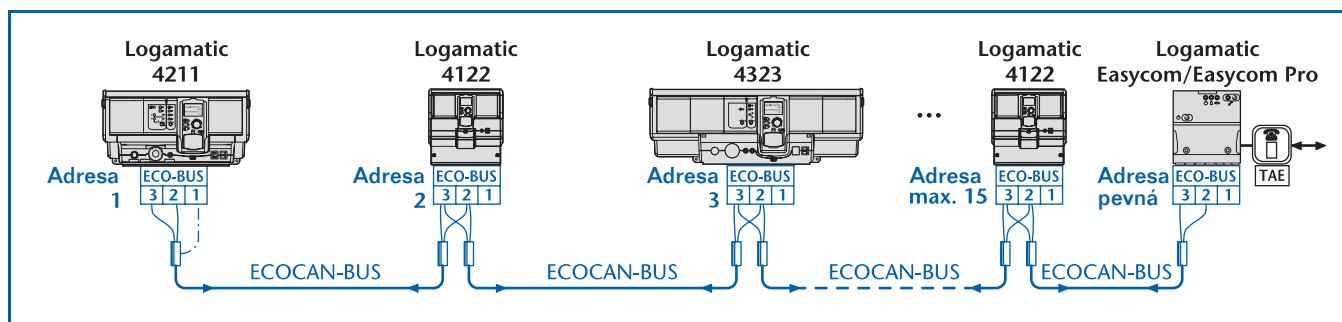 Logamatic
4211
Logamatic
4122
Logamatic
4323
...
Logamatic
4122
Logamatic
Easycom/Easycom Pro
Adresa
1
ECO-BUS
3 2 1
Adresa
2
ECO-BUS
3 2 1
Adresa
3
ECO-BUS
3 2 1
Adresa
max. 15
ECO-BUS
3 2 1
Adresa
pevná
ECO-BUS
3 2 1
TAE
ECOCAN-BUS
ECOCAN-BUS
ECOCAN-BUS
ECOCAN-BUS